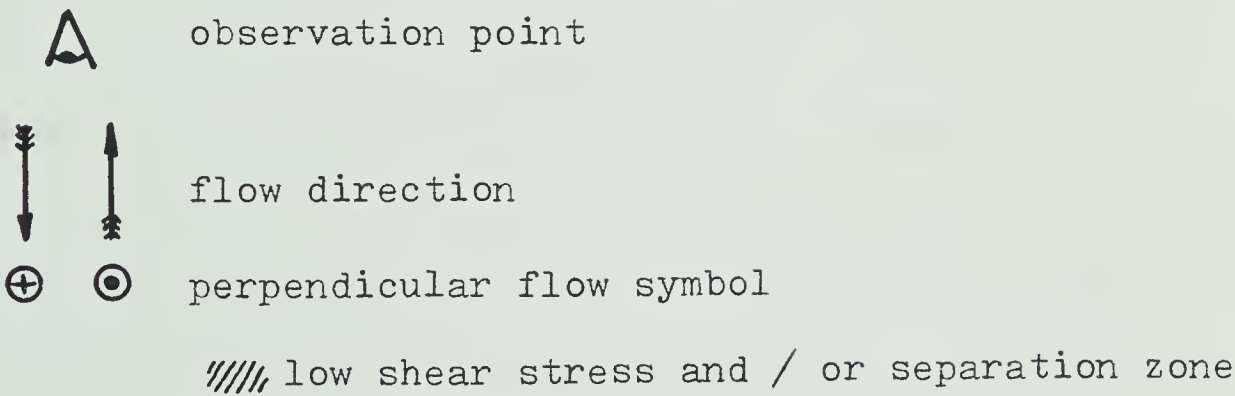 observation point
flow direction
perpendicular flow symbol
low shear stress and / or separation zone